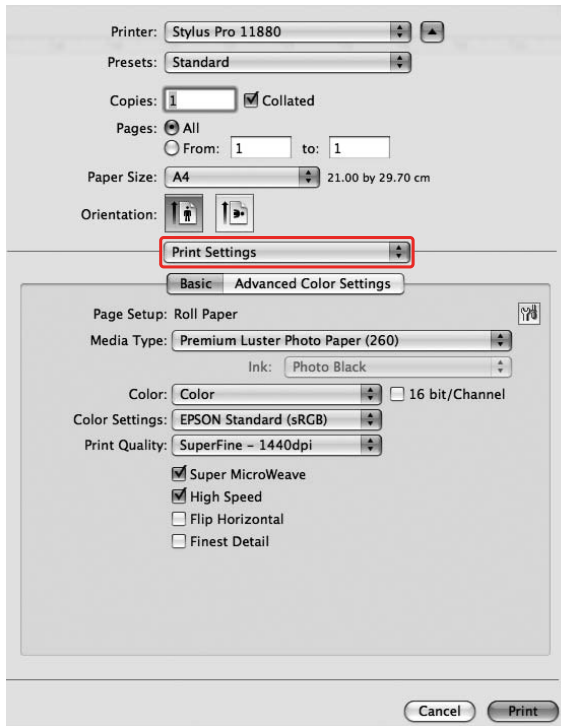 Printer: Stylus Pro 11880
Presets: Standard
Copies: 1 Collated
Pages: All
From: 1 to: 1
Paper Size: A4 21.00 by 29.70 cm
Orientation:
Print Settings
Basic Advanced Color Settings
Page Setup: Roll Paper
Media Type: Premium Luster Photo Paper (260)
Ink: Photo Black
Color: Color 16 bit/Channel
Color Settings: EPSON Standard (sRGB)
Print Quality: SuperFine – 1440dpi
Super MicroWeave
High Speed
Flip Horizontal
Finest Detail
Cancel Print